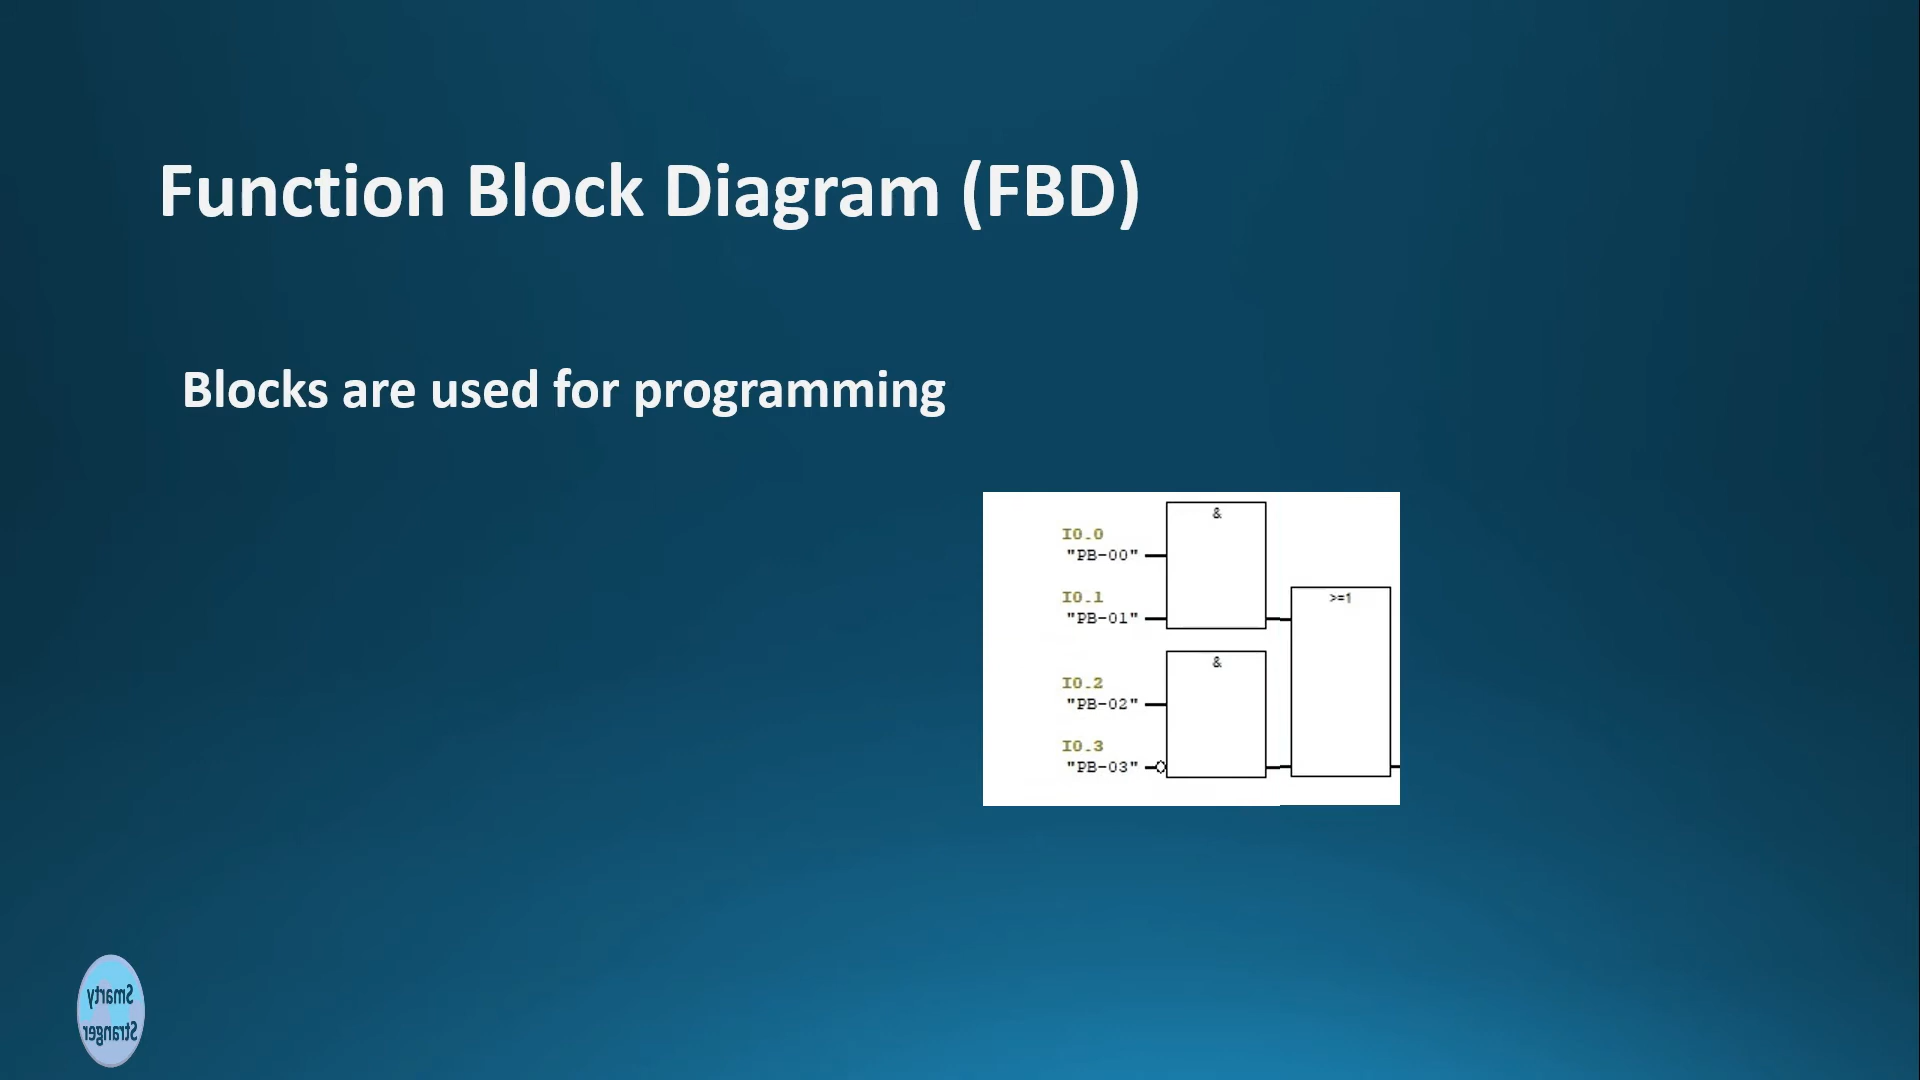 Function Block Diagram (FBD)
Blocks are used for programming
&
I0.0
"PB-00"
I0.1
"PB-01"
>=1
&
I0.2
"PB-02"
I0.3
"PB-03"
Smarty
Stranger